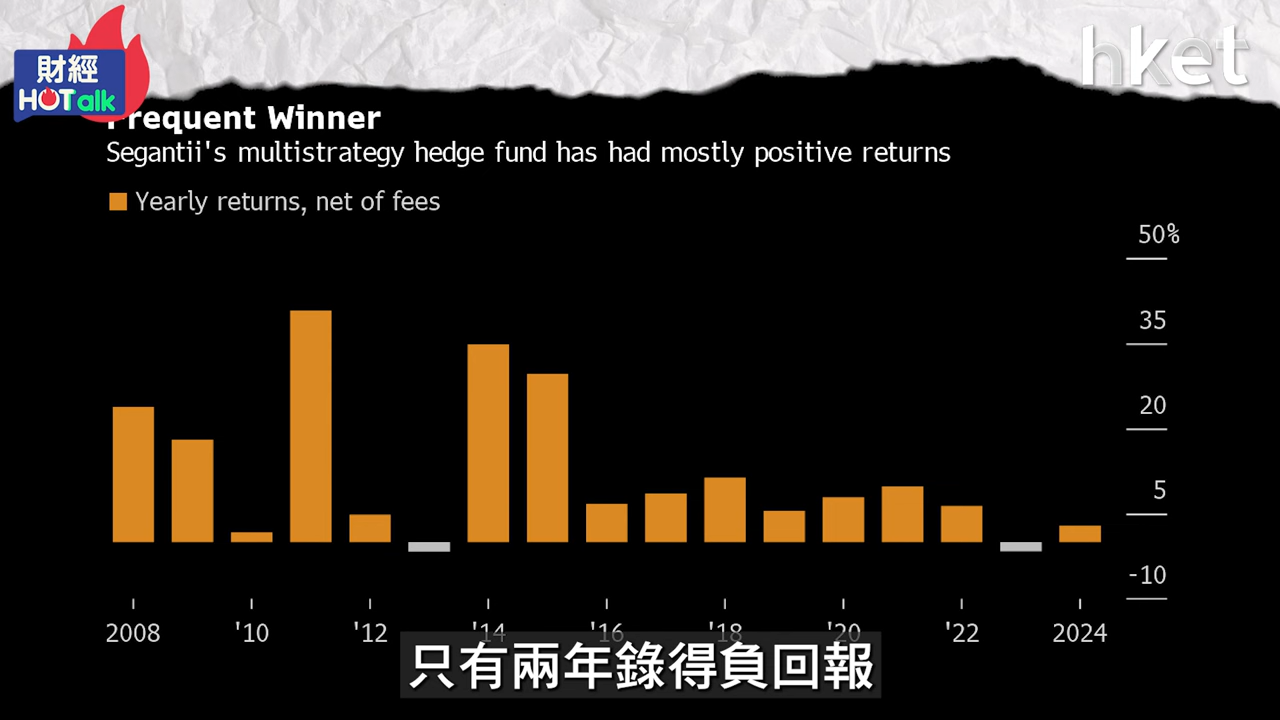 財經
HOTalk
hket
Frequent Winner
Segantii's multistrategy hedge fund has had mostly positive returns
Yearly returns, net of fees
50%
35
20
5
-10
2008 '10 '12 '14 '16 '18 '20 '22 2024
只有兩年錄得負回報